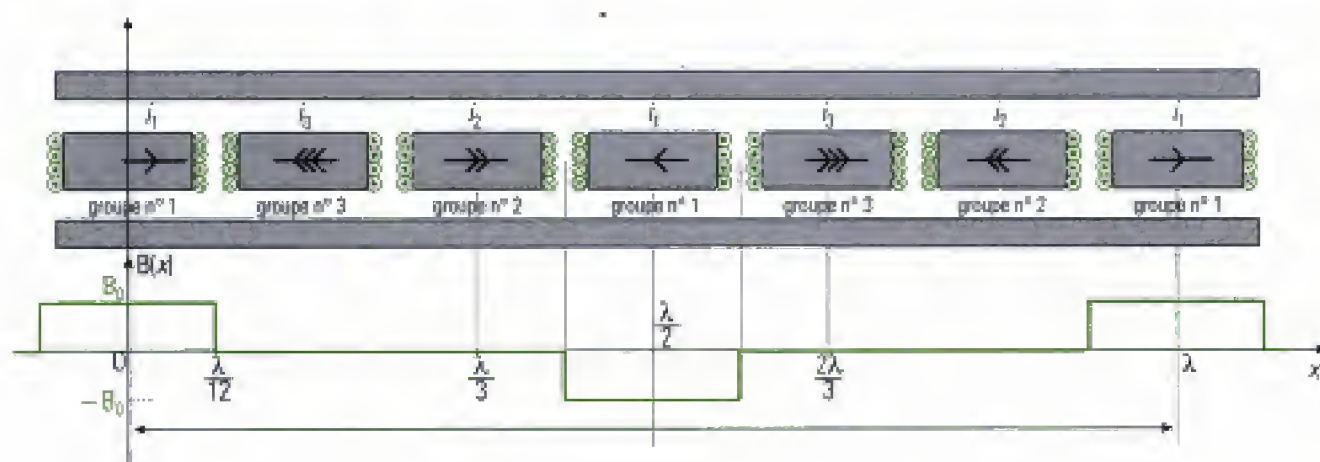 i₁ i₃ i₂ i₁ i₃ i₂ i₁
groupe n° 1 groupe n° 3 groupe n° 2 groupe n° 1 groupe n° 3 groupe n° 2 groupe n° 1
B(x)
B₀
λ/2
O λ/12 λ/3 2λ/3 λ x
−B₀